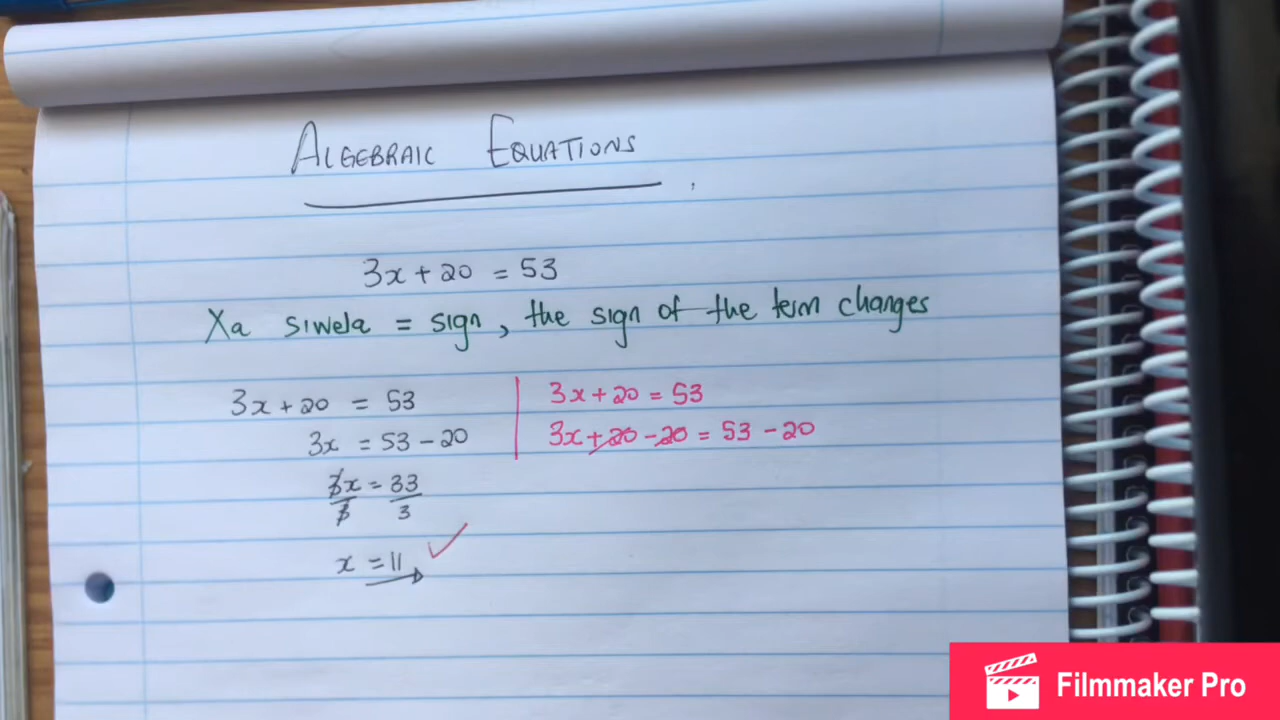 ALGEBRAIC EQUATIONS
3x + 20 = 53
Xa siwela = sign, the sign of the term changes
3x + 20 = 53
3x = 53 - 20
3x/3 = 33/3
x = 11
3x + 20 = 53
3x + 20 - 20 = 53 - 20
Filmmaker Pro